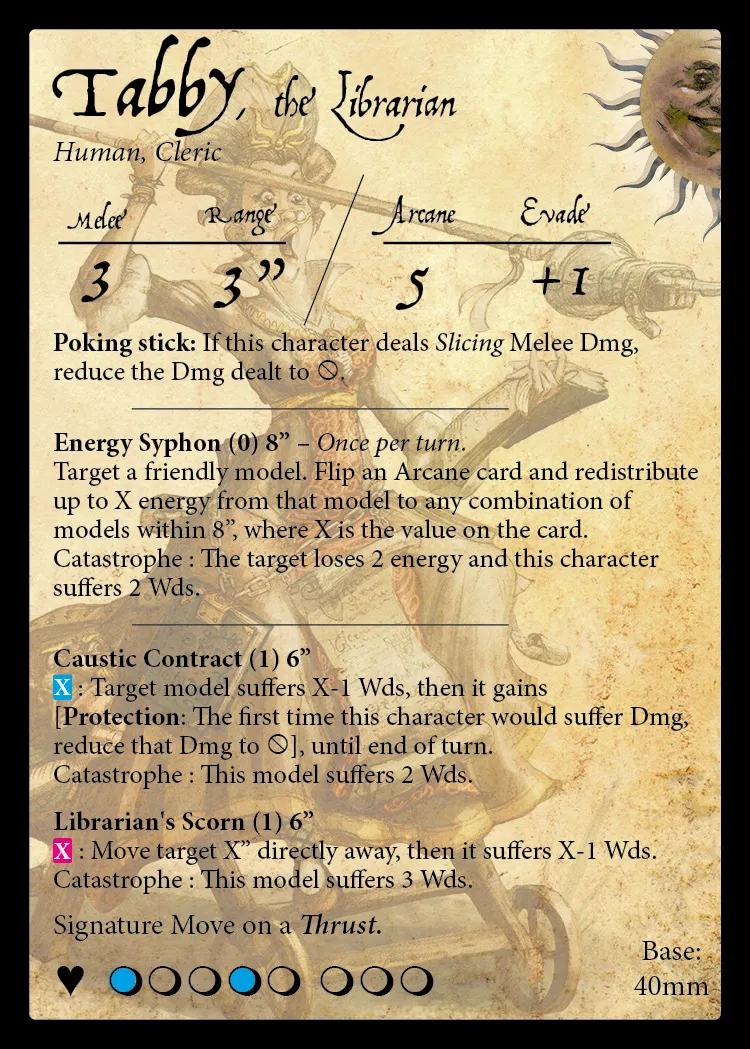 Tabby, the Librarian
Human, Cleric
Melee Range Arcane Evade
3 3” 5 +1
Poking stick: If this character deals Slicing Melee Dmg,
reduce the Dmg dealt to ⃠.
Energy Syphon (0) 8” – Once per turn.
Target a friendly model. Flip an Arcane card and redistribute
up to X energy from that model to any combination of
models within 8”, where X is the value on the card.
Catastrophe : The target loses 2 energy and this character
suffers 2 Wds.
Caustic Contract (1) 6”
X : Target model suffers X-1 Wds, then it gains
[Protection: The first time this character would suffer Dmg,
reduce that Dmg to ⃠], until end of turn.
Catastrophe : This model suffers 2 Wds.
Librarian's Scorn (1) 6”
X : Move target X” directly away, then it suffers X-1 Wds.
Catastrophe : This model suffers 3 Wds.
Signature Move on a Thrust.
Base:
40mm